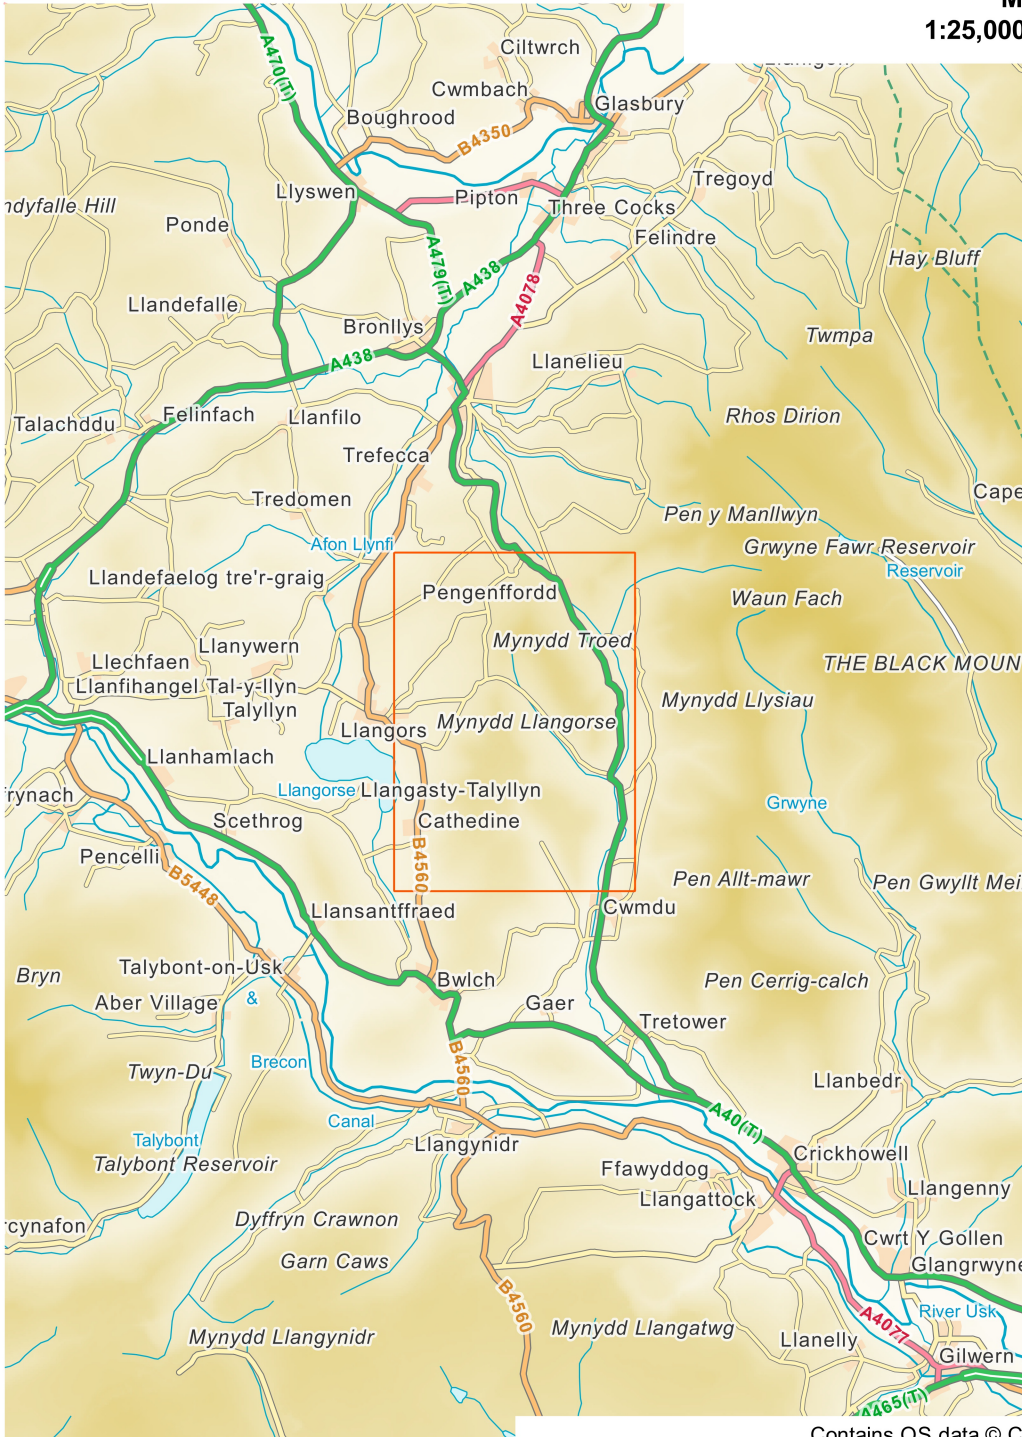 1:25,000
Ciltwrch
A470(T)
Cwmbach
Glasbury
Boughrood
B4350
Tregoyd
Llyswen
Pipton
Three Cocks
ndyfalle Hill
Ponde
Felindre
Hay Bluff
A479(T)
A438
A4078
Llandefalle
Bronllys
Twmpa
A438
Llanelieu
Talachddu
Felinfach
Llanfilo
Rhos Dirion
Trefecca
Tredomen
Cape
Pen y Manllwyn
Afon Llynfi
Grwyne Fawr Reservoir
Reservoir
Llandefaelog tre'r-graig
Pengenffordd
Waun Fach
Llanywern
Mynydd Troed
Llechfaen
THE BLACK MOUN
Llanfihangel Tal-y-llyn
Talyllyn
Mynydd Llysiau
Llangors
Mynydd Llangorse
Llanhamlach
Llangorse
Llangasty-Talyllyn
frynach
Grwyne
Scethrog
Cathedine
Pencelli
B4560
B5448
Pen Allt-mawr
Pen Gwyllt Mei
Llansantffraed
Cwmdu
Bryn
Talybont-on-Usk
Bwlch
Pen Cerrig-calch
Aber Village
&
Gaer
Tretower
Brecon
Twyn-Du
B4560
Llanbedr
Canal
A40(T)
Talybont
Talybont Reservoir
Llangynidr
Crickhowell
Ffawyddog
Llangattock
Llangenny
rcynafon
Dyffryn Crawnon
Cwrt Y Gollen
Garn Caws
Glangrwyne
B4560
River Usk
Mynydd Llangynidr
Mynydd Llangatwg
A4077
Llanelly
Gilwern
A465(T)